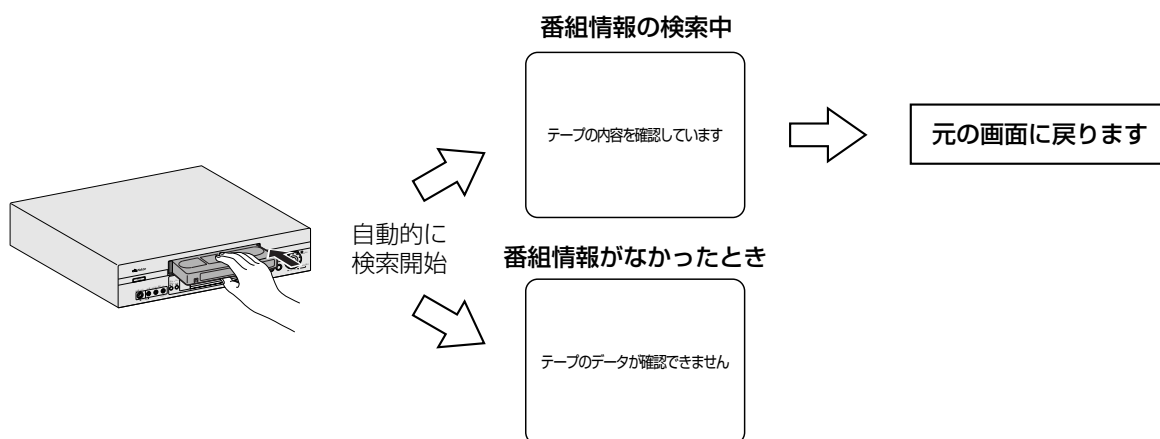 番組情報の検索中
テープの内容を確認しています
元の画面に戻ります
自動的に
検索開始
番組情報がなかったとき
テープのデータが確認できません